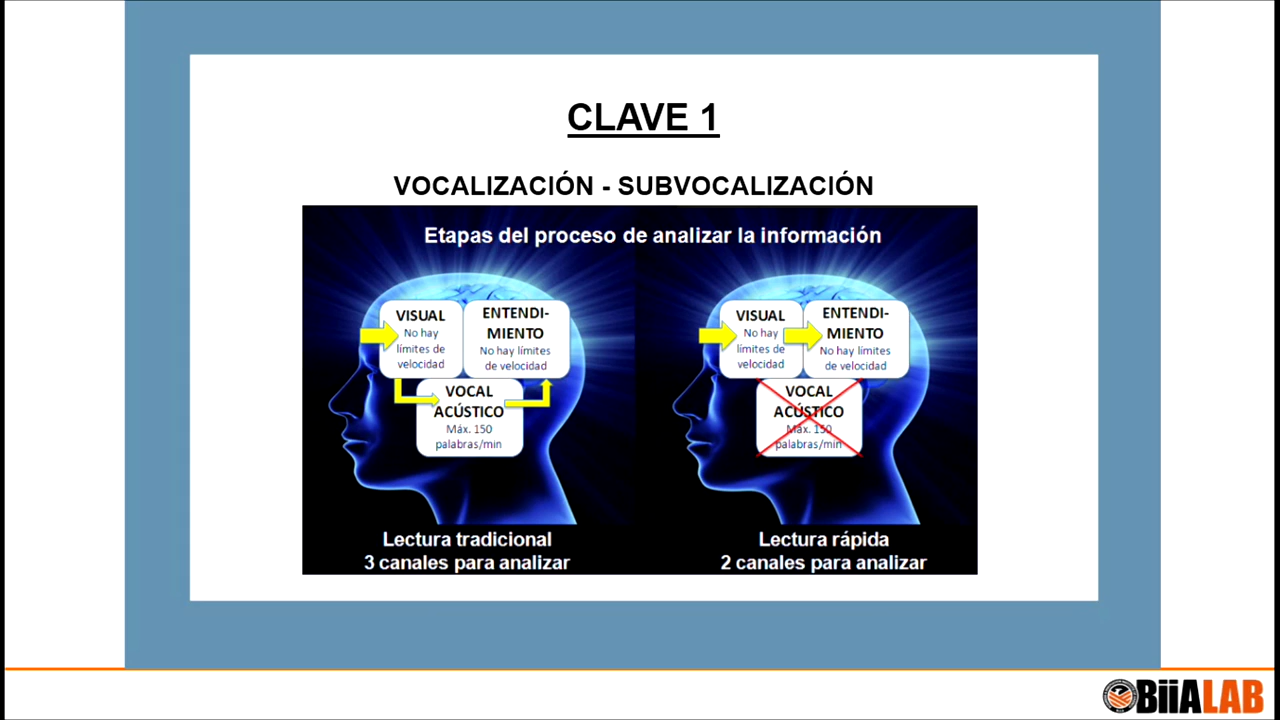 CLAVE 1
VOCALIZACIÓN - SUBVOCALIZACIÓN
Etapas del proceso de analizar la información
VISUAL
No hay
límites de
velocidad
ENTENDI-
MIENTO
No hay límites
de velocidad
VOCAL
ACÚSTICO
Máx. 150
palabras/min
Lectura tradicional
3 canales para analizar
VISUAL
No hay
límites de
velocidad
ENTENDI-
MIENTO
No hay límites
de velocidad
VOCAL
ACÚSTICO
Máx. 150
palabras/min
Lectura rápida
2 canales para analizar
BiiALAB